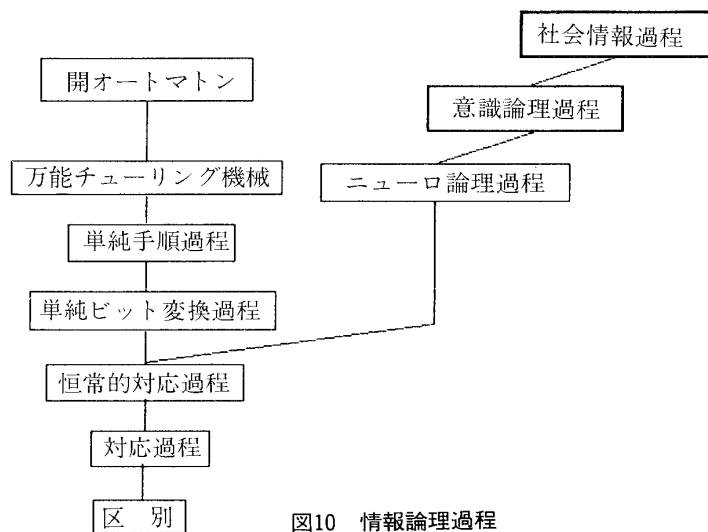 社会情報過程
開オートマトン
意識論理過程
万能チューリング機械
ニューロ論理過程
単純手順過程
単純ビット変換過程
恒常的対応過程
対応過程
区 別
図10 情報論理過程